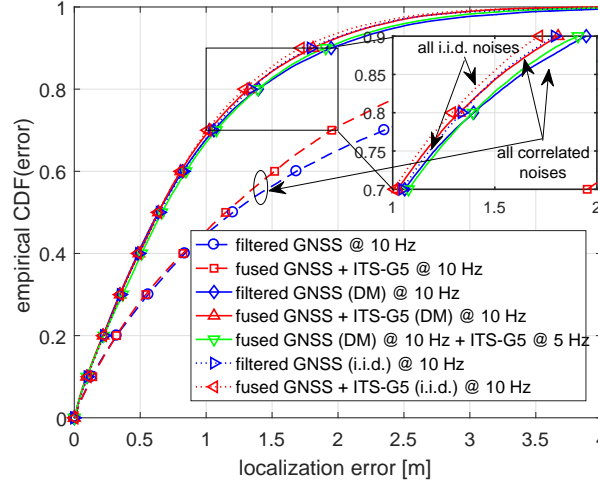 1
0.8
0.6
0.4
0.2
0
empirical CDF(error)
0 0.5 1 1.5 2 2.5 3 3.5 4
localization error [m]
0.9
0.85
0.8
0.75
0.7
1 1.5 2
all i.i.d. noises
all correlated
noises
filtered GNSS @ 10 Hz
fused GNSS + ITS-G5 @ 10 Hz
filtered GNSS (DM) @ 10 Hz
fused GNSS + ITS-G5 (DM) @ 10 Hz
fused GNSS (DM) @ 10 Hz + ITS-G5 @ 5 Hz
filtered GNSS (i.i.d.) @ 10 Hz
fused GNSS + ITS-G5 (i.i.d.) @ 10 Hz